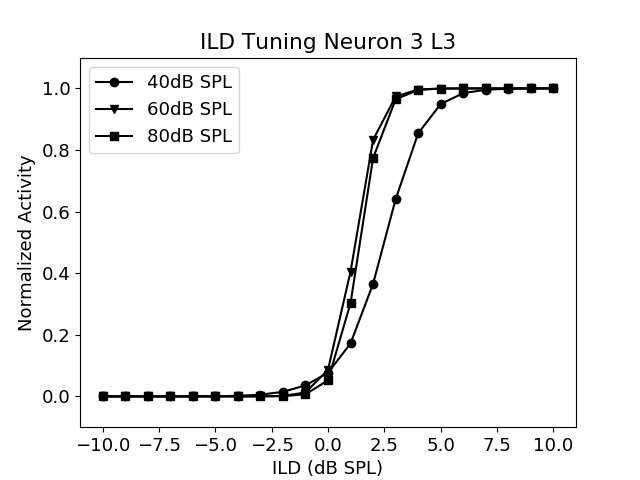 ILD Tuning Neuron 3 L3
40dB SPL
60dB SPL
80dB SPL
Normalized Activity
1.0
0.8
0.6
0.4
0.2
0.0
−10.0 −7.5 −5.0 −2.5 0.0 2.5 5.0 7.5 10.0
ILD (dB SPL)